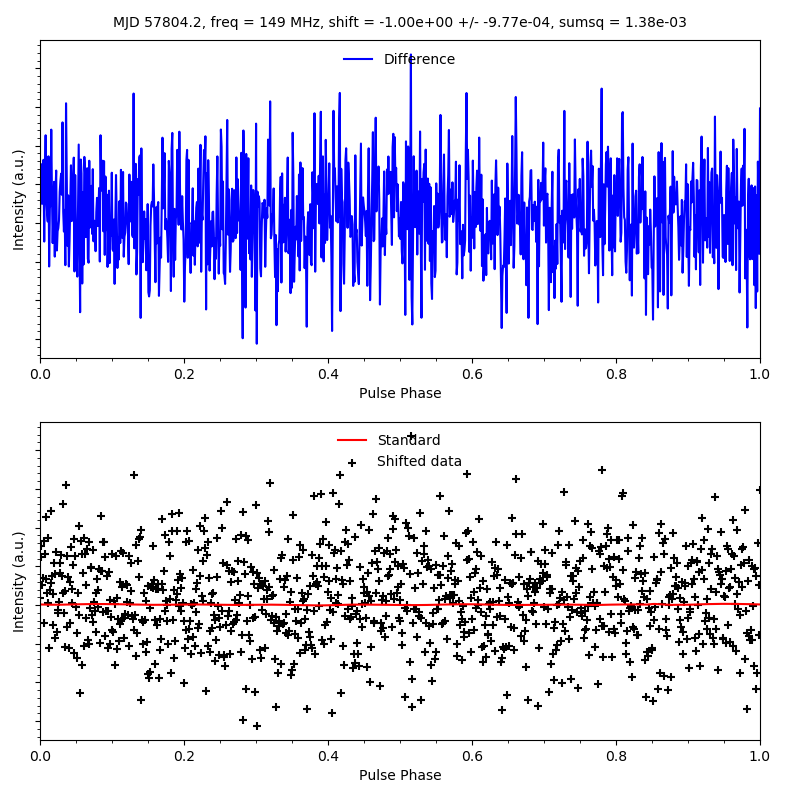 MJD 57804.2, freq = 149 MHz, shift = -1.00e+00 +/- -9.77e-04, sumsq = 1.38e-03
Difference
Intensity (a.u.)
0.0 0.2 0.4 0.6 0.8 1.0
Pulse Phase
Standard
Shifted data
Intensity (a.u.)
0.0 0.2 0.4 0.6 0.8 1.0
Pulse Phase